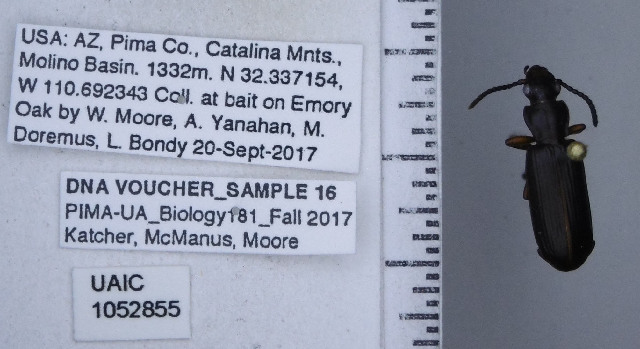 USA: AZ, Pima Co., Catalina Mnts.,
Molino Basin. 1332m. N 32.337154,
W 110.692343 Coll. at bait on Emory
Oak by W. Moore, A. Yanahan, M.
Doremus, L. Bondy 20-Sept-2017
DNA VOUCHER_SAMPLE 16
PIMA-UA_Biology181_Fall 2017
Katcher, McManus, Moore
UAIC
1052855